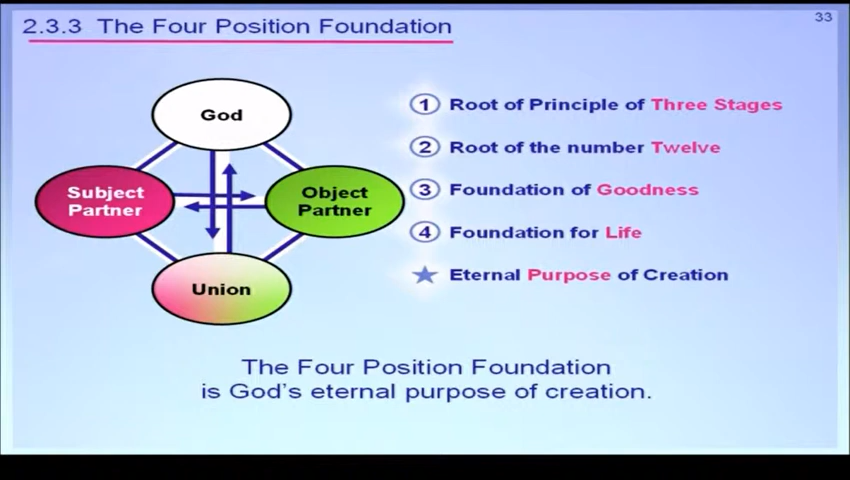 2.3.3 The Four Position Foundation
33
God
Subject
Partner
Object
Partner
Union
1 Root of Principle of Three Stages
2 Root of the number Twelve
3 Foundation of Goodness
4 Foundation for Life
Eternal Purpose of Creation
The Four Position Foundation
is God's eternal purpose of creation.